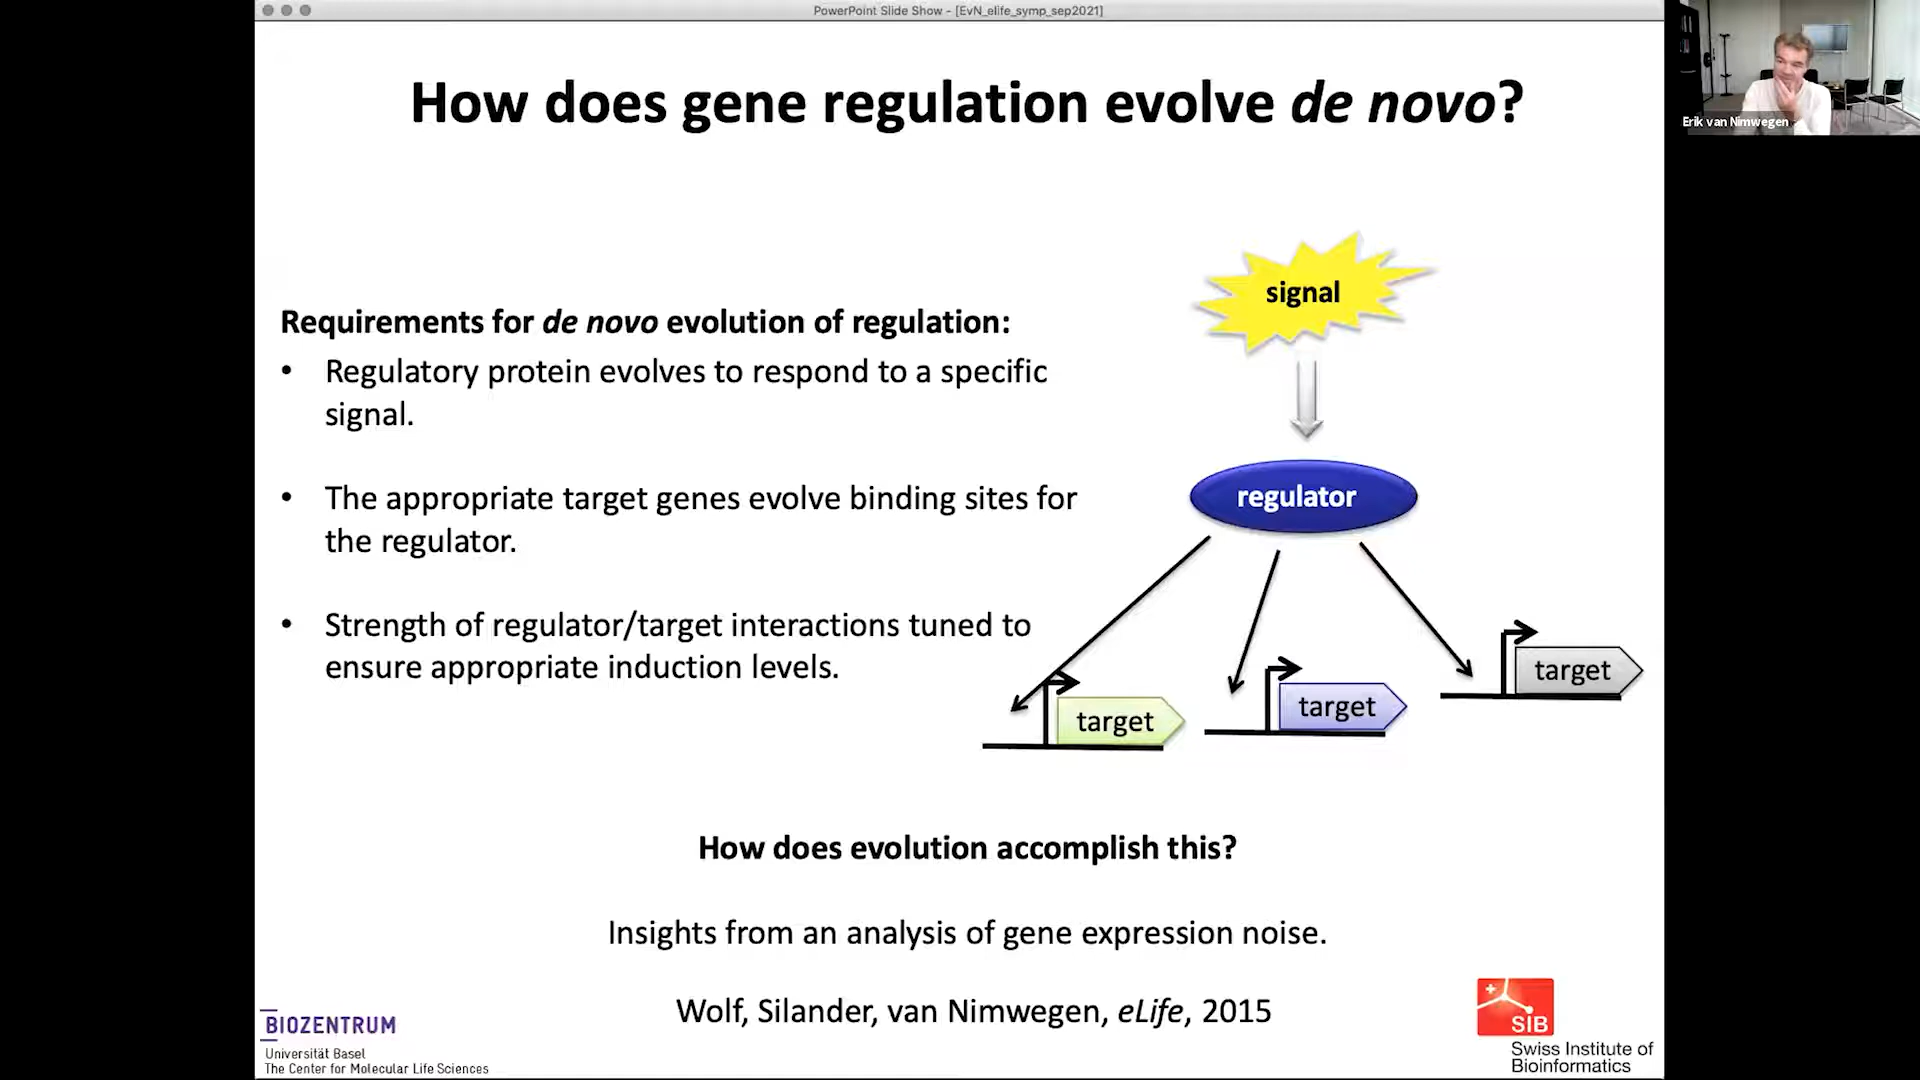 PowerPoint Slide Show - [EvN_elife_symp_sep2021]
Erik van Nimwegen
How does gene regulation evolve de novo?
Requirements for de novo evolution of regulation:
• Regulatory protein evolves to respond to a specific
signal.
• The appropriate target genes evolve binding sites for
the regulator.
• Strength of regulator/target interactions tuned to
ensure appropriate induction levels.
signal
regulator
target
target
target
How does evolution accomplish this?
Insights from an analysis of gene expression noise.
Wolf, Silander, van Nimwegen, eLife, 2015
BIOZENTRUM
Universität Basel
The Center for Molecular Life Sciences
SIB
Swiss Institute of
Bioinformatics